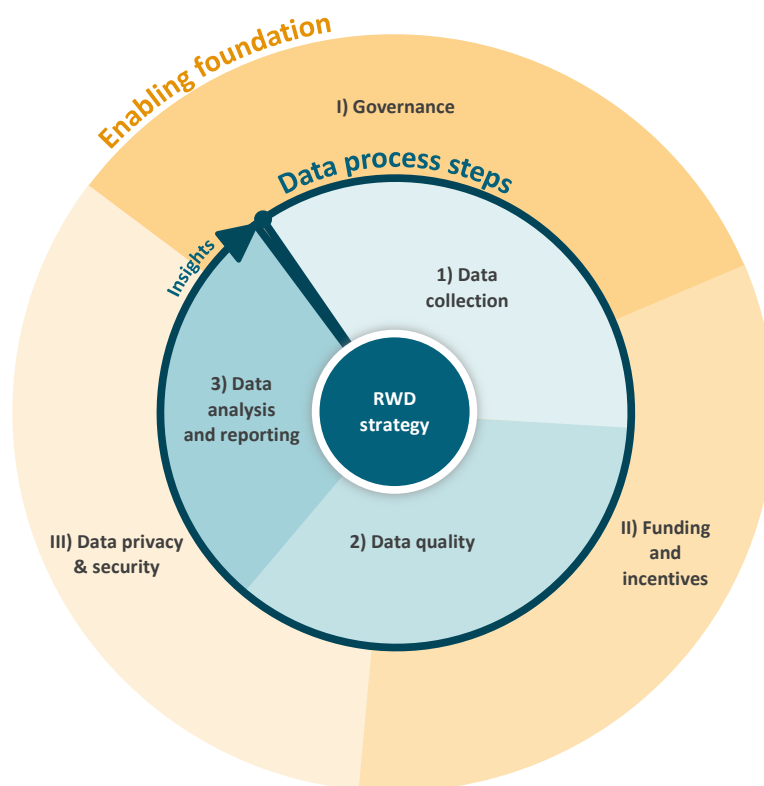 Enabling foundation
I) Governance
Data process steps
Insights
1) Data
collection
RWD
strategy
3) Data
analysis
and reporting
2) Data quality
II) Funding
and
incentives
III) Data privacy
& security